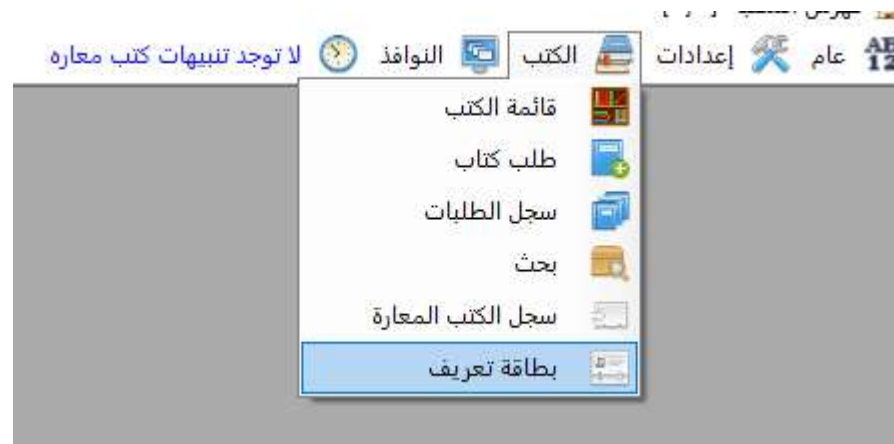 عام إعدادات الكتب النوافذ لا توجد تنبيهات كتب معاره
قائمة الكتب
طلب كتاب
سجل الطلبات
بحث
سجل الكتب المعارة
بطاقة تعريف